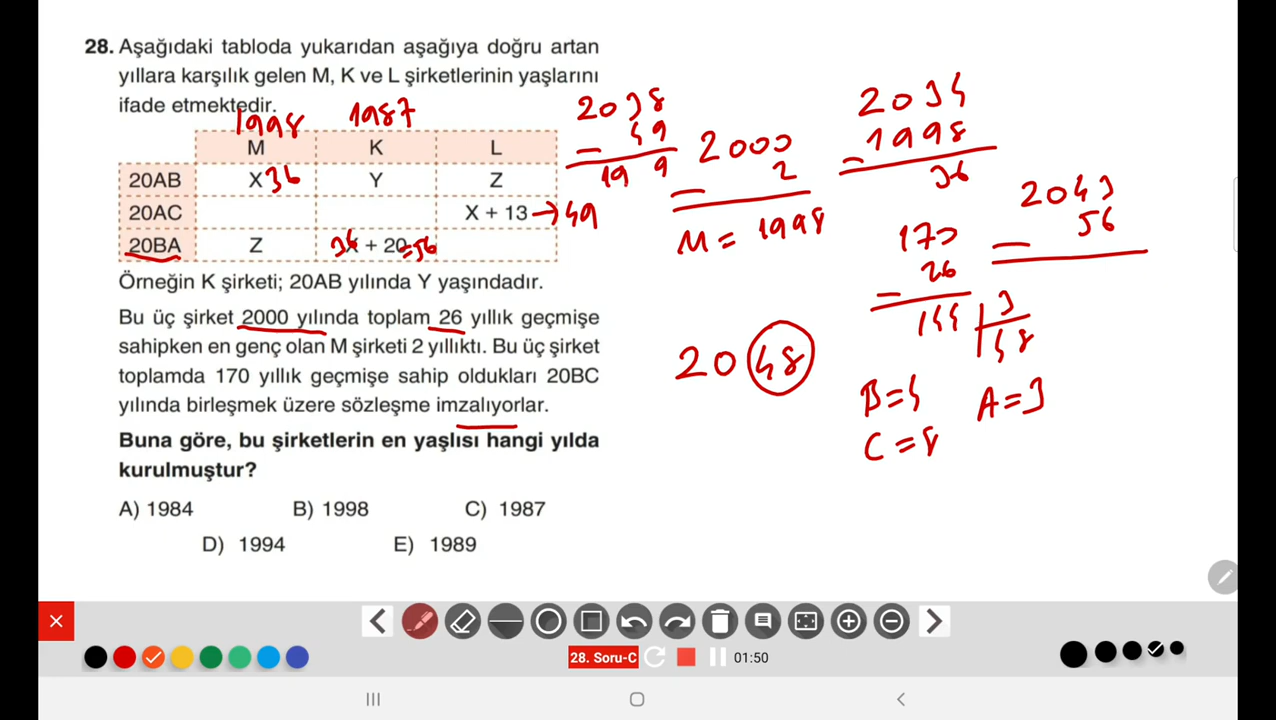 28. Aşağıdaki tabloda yukarıdan aşağıya doğru artan
yıllara karşılık gelen M, K ve L şirketlerinin yaşlarını
ifade etmektedir.
1998 1987
M K L
20AB X 36 Y Z
20AC X + 13 → 49
20BA Z 36 + 20 = 56
Örneğin K şirketi; 20AB yılında Y yaşındadır.
Bu üç şirket 2000 yılında toplam 26 yıllık geçmişe
sahipken en genç olan M şirketi 2 yıllıktı. Bu üç şirket
toplamda 170 yıllık geçmişe sahip oldukları 20BC
yılında birleşmek üzere sözleşme imzalıyorlar.
Buna göre, bu şirketlerin en yaşlısı hangi yılda
kurulmuştur?
A) 1984 B) 1998 C) 1987
D) 1994 E) 1989
2038
- 49
19 9
2000
- 2
M = 1998
2034
- 1998
36
170
- 26
144 3
48
2043
- 56
2048
B=4 A=3
C=8
28. Soru-C 01:50